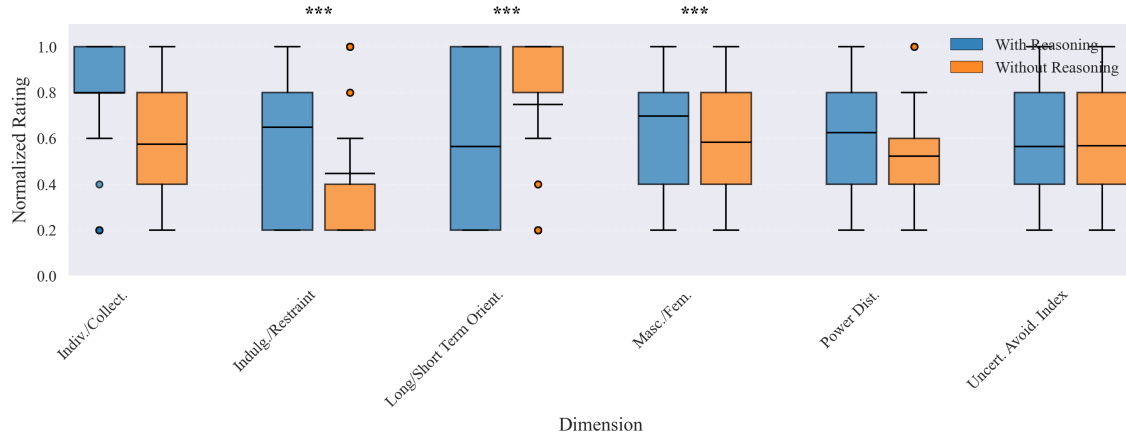 *** *** ***
Normalized Rating
1.0
0.8
0.6
0.4
0.2
0.0
With Reasoning
Without Reasoning
Indiv./Collect.
Indulg./Restraint
Long/Short Term Orient.
Masc./Fem.
Power Dist.
Uncert. Avoid. Index
Dimension